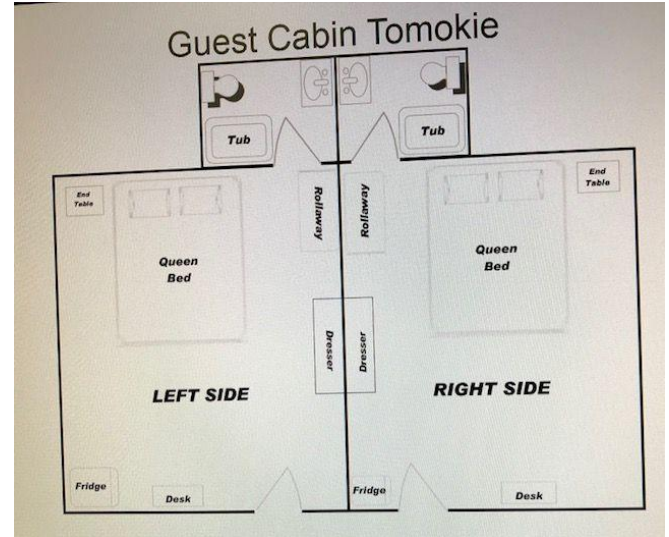 Guest Cabin Tomokie
Tub
Tub
End
Table
End
Table
Rollaway
Rollaway
Queen
Bed
Queen
Bed
Dresser
Dresser
LEFT SIDE
RIGHT SIDE
Fridge
Desk
Fridge
Desk